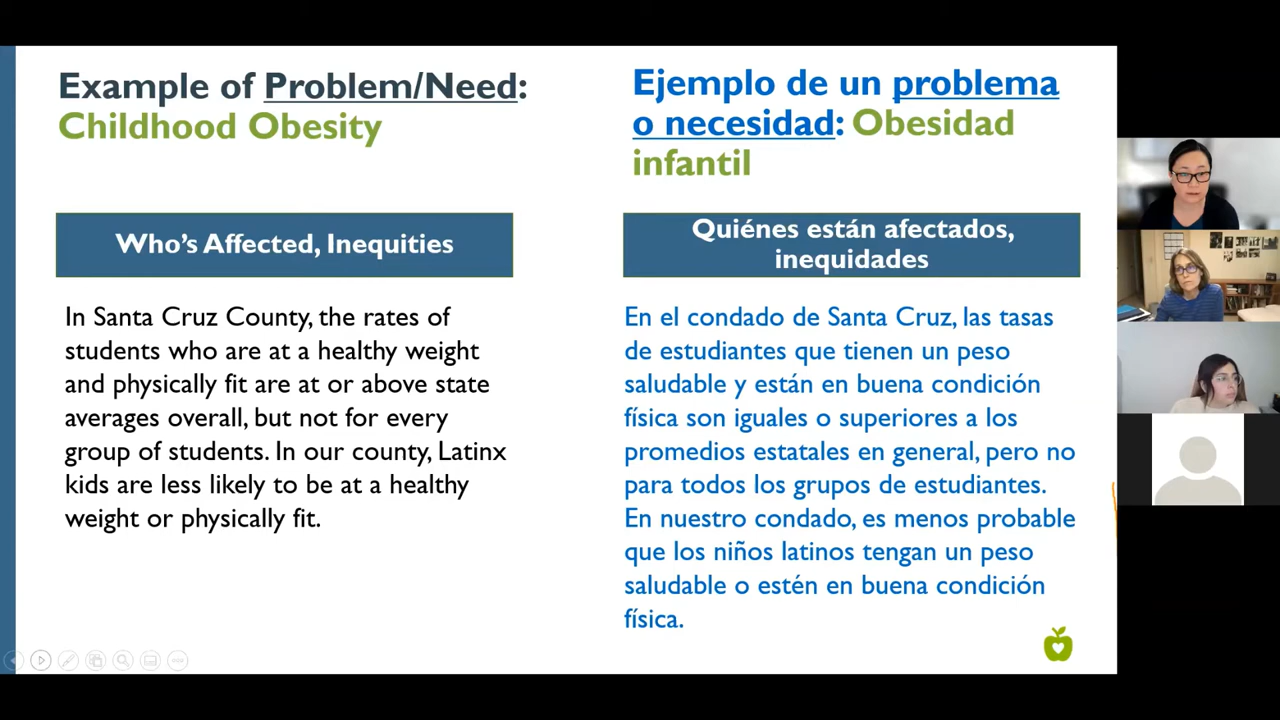 Example of Problem/Need:
Childhood Obesity
Who's Affected, Inequities
In Santa Cruz County, the rates of
students who are at a healthy weight
and physically fit are at or above state
averages overall, but not for every
group of students. In our county, Latinx
kids are less likely to be at a healthy
weight or physically fit.
Ejemplo de un problema
o necesidad: Obesidad
infantil
Quiénes están afectados,
inequidades
En el condado de Santa Cruz, las tasas
de estudiantes que tienen un peso
saludable y están en buena condición
física son iguales o superiores a los
promedios estatales en general, pero no
para todos los grupos de estudiantes.
En nuestro condado, es menos probable
que los niños latinos tengan un peso
saludable o estén en buena condición
física.